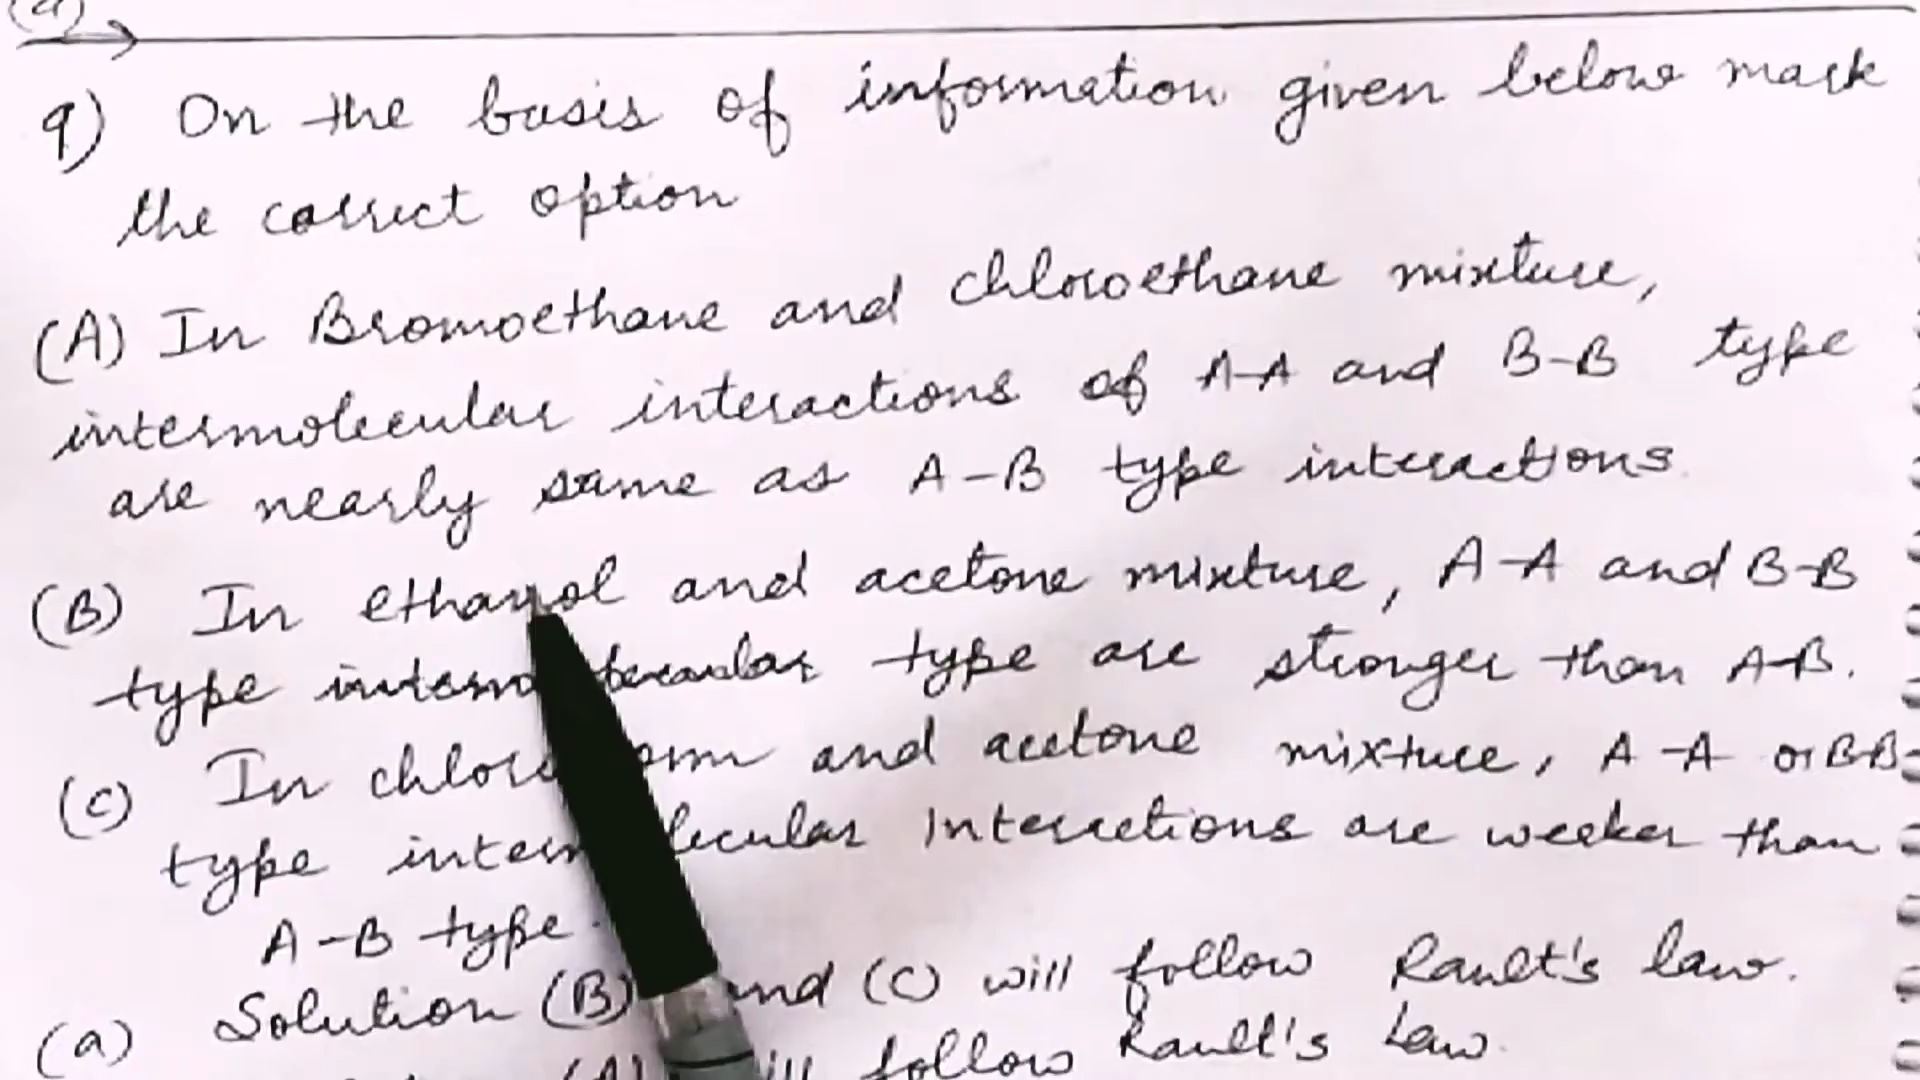 (a)
9) On the basis of information given below mark
the correct option
(A) In Bromoethane and chloroethane mixture,
intermolecular interactions of A-A and B-B type
are nearly same as A-B type interactions
(B) In ethanol and acetone mixture, A-A and B-B
type type are stronger than A-B.
(C) In and acetone mixture, A-A or B-B
type interactions are weeker than
A-B type.
(a) Solution (B) and (C) will follow Rault's law.
(A) will follow Rault's Law.